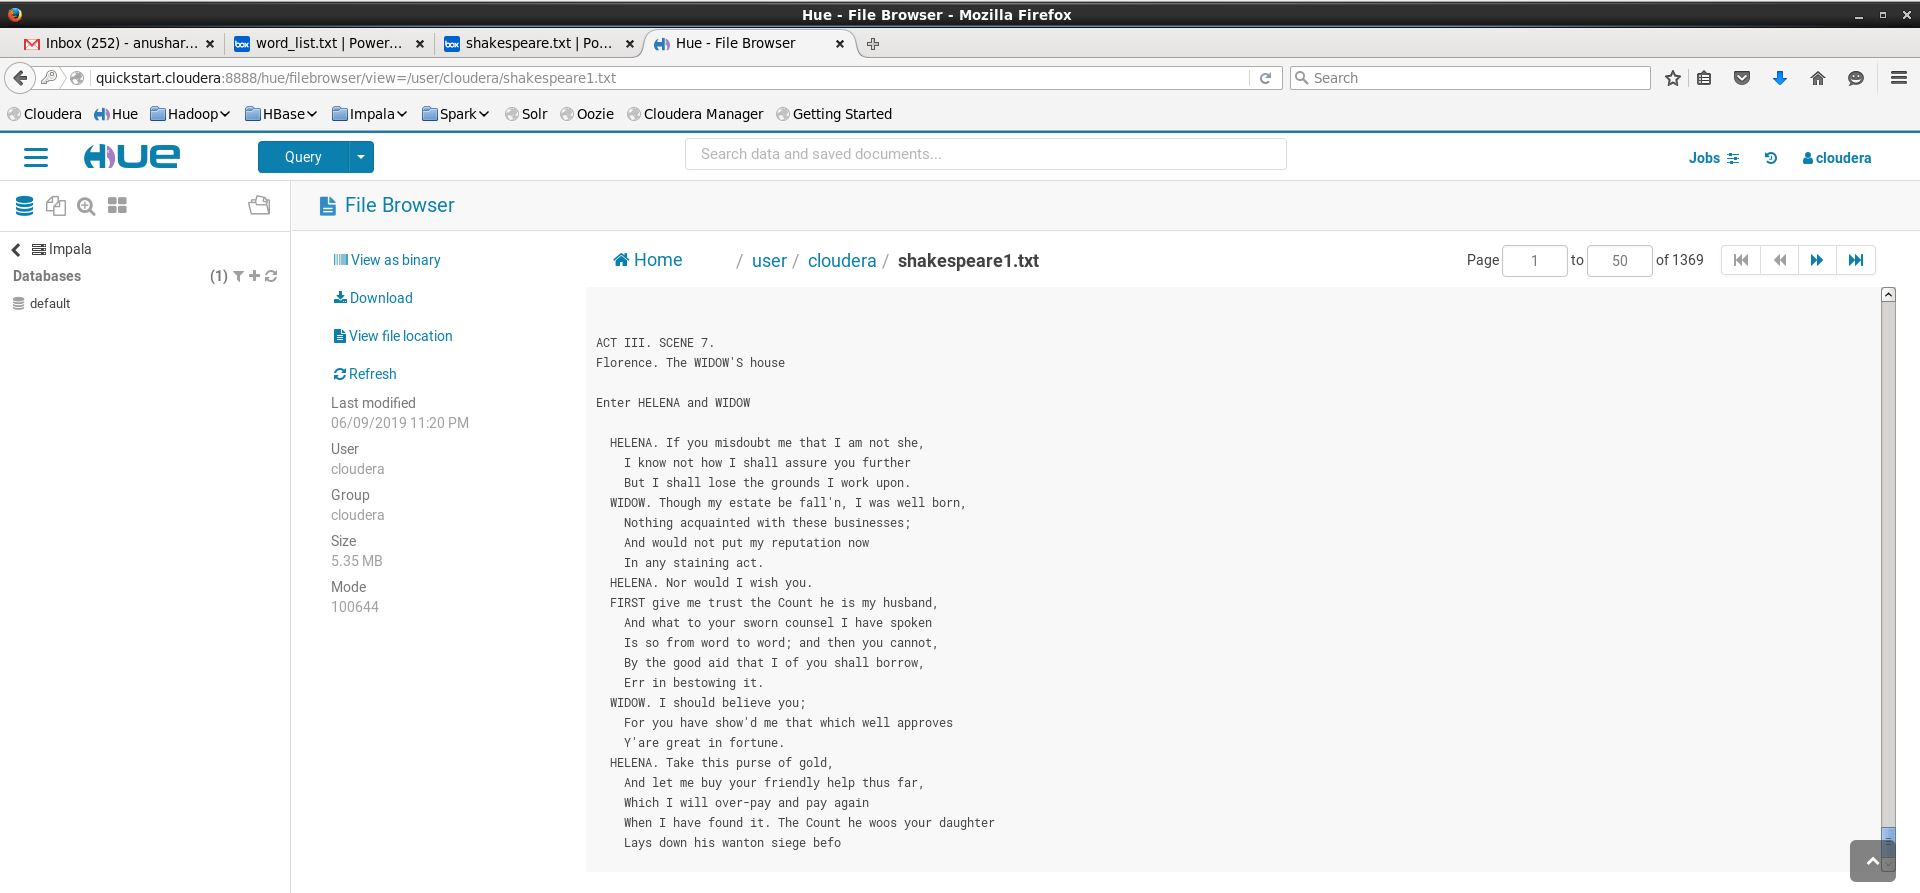 Hue - File Browser - Mozilla Firefox
Inbox (252) - anushar...
word_list.txt | Power...
shakespeare.txt | Po...
Hue - File Browser
quickstart.cloudera:8888/hue/filebrowser/view=/user/cloudera/shakespeare1.txt
Search
Cloudera Hue Hadoop HBase Impala Spark Solr Oozie Cloudera Manager Getting Started
HUE
Query
Search data and saved documents...
Jobs
cloudera
File Browser
Impala
Databases (1)
default
View as binary
Download
View file location
Refresh
Last modified
06/09/2019 11:20 PM
User
cloudera
Group
cloudera
Size
5.35 MB
Mode
100644
Home / user / cloudera / shakespeare1.txt
Page 1 to 50 of 1369
ACT III. SCENE 7.
Florence. The WIDOW'S house
Enter HELENA and WIDOW
HELENA. If you misdoubt me that I am not she,
I know not how I shall assure you further
But I shall lose the grounds I work upon.
WIDOW. Though my estate be fall'n, I was well born,
Nothing acquainted with these businesses;
And would not put my reputation now
In any staining act.
HELENA. Nor would I wish you.
FIRST give me trust the Count he is my husband,
And what to your sworn counsel I have spoken
Is so from word to word; and then you cannot,
By the good aid that I of you shall borrow,
Err in bestowing it.
WIDOW. I should believe you;
For you have show'd me that which well approves
Y'are great in fortune.
HELENA. Take this purse of gold,
And let me buy your friendly help thus far,
Which I will over-pay and pay again
When I have found it. The Count he woos your daughter
Lays down his wanton siege befo